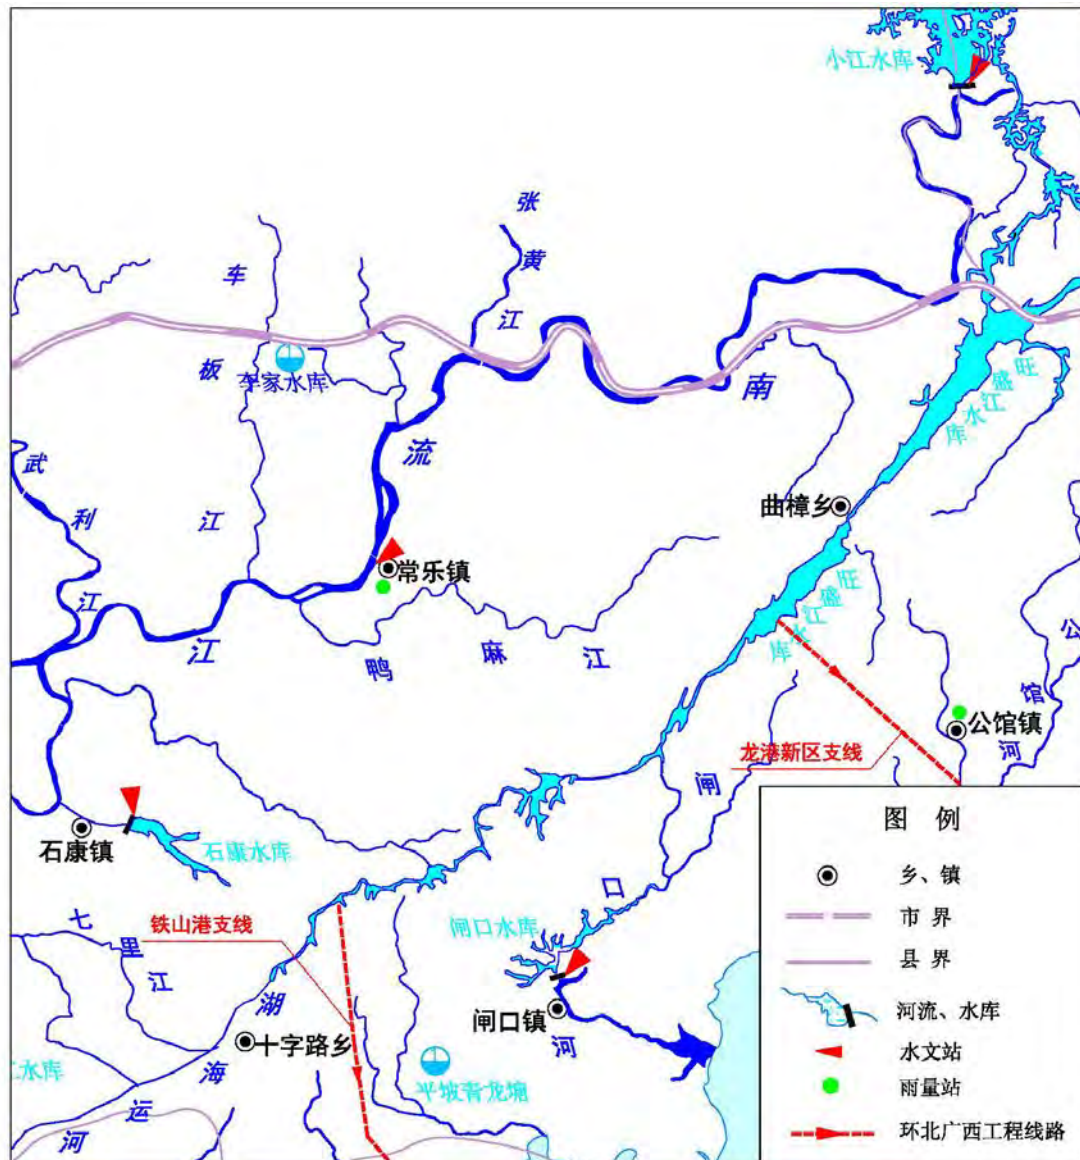 小江水库
张黄江
车板江
李家水库
南流江
旺盛江水库
武利江
曲樟乡
常乐镇
旺盛江水库
鸭麻江
公馆河
公馆镇
龙港新区支线
闸口河
石康镇
石康水库
铁山港支线
七里江
闸口水库
闸口镇
湖海运河
十字路乡
水库
平坡青龙塘
图例
乡、镇
市界
县界
河流、水库
水文站
雨量站
环北广西工程线路